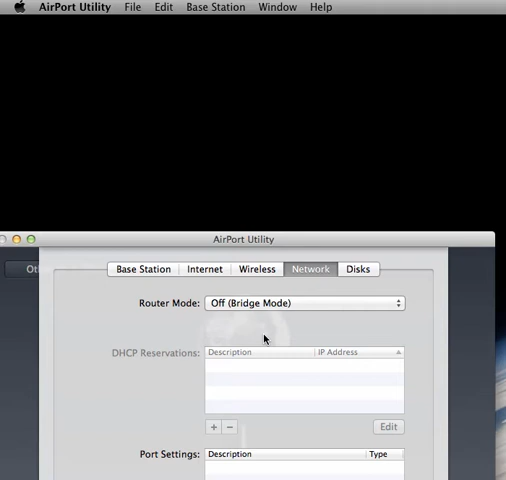 AirPort Utility File Edit Base Station Window Help
AirPort Utility
Base Station Internet Wireless Network Disks
Router Mode: Off (Bridge Mode)
DHCP Reservations: Description IP Address
Edit
Port Settings: Description Type